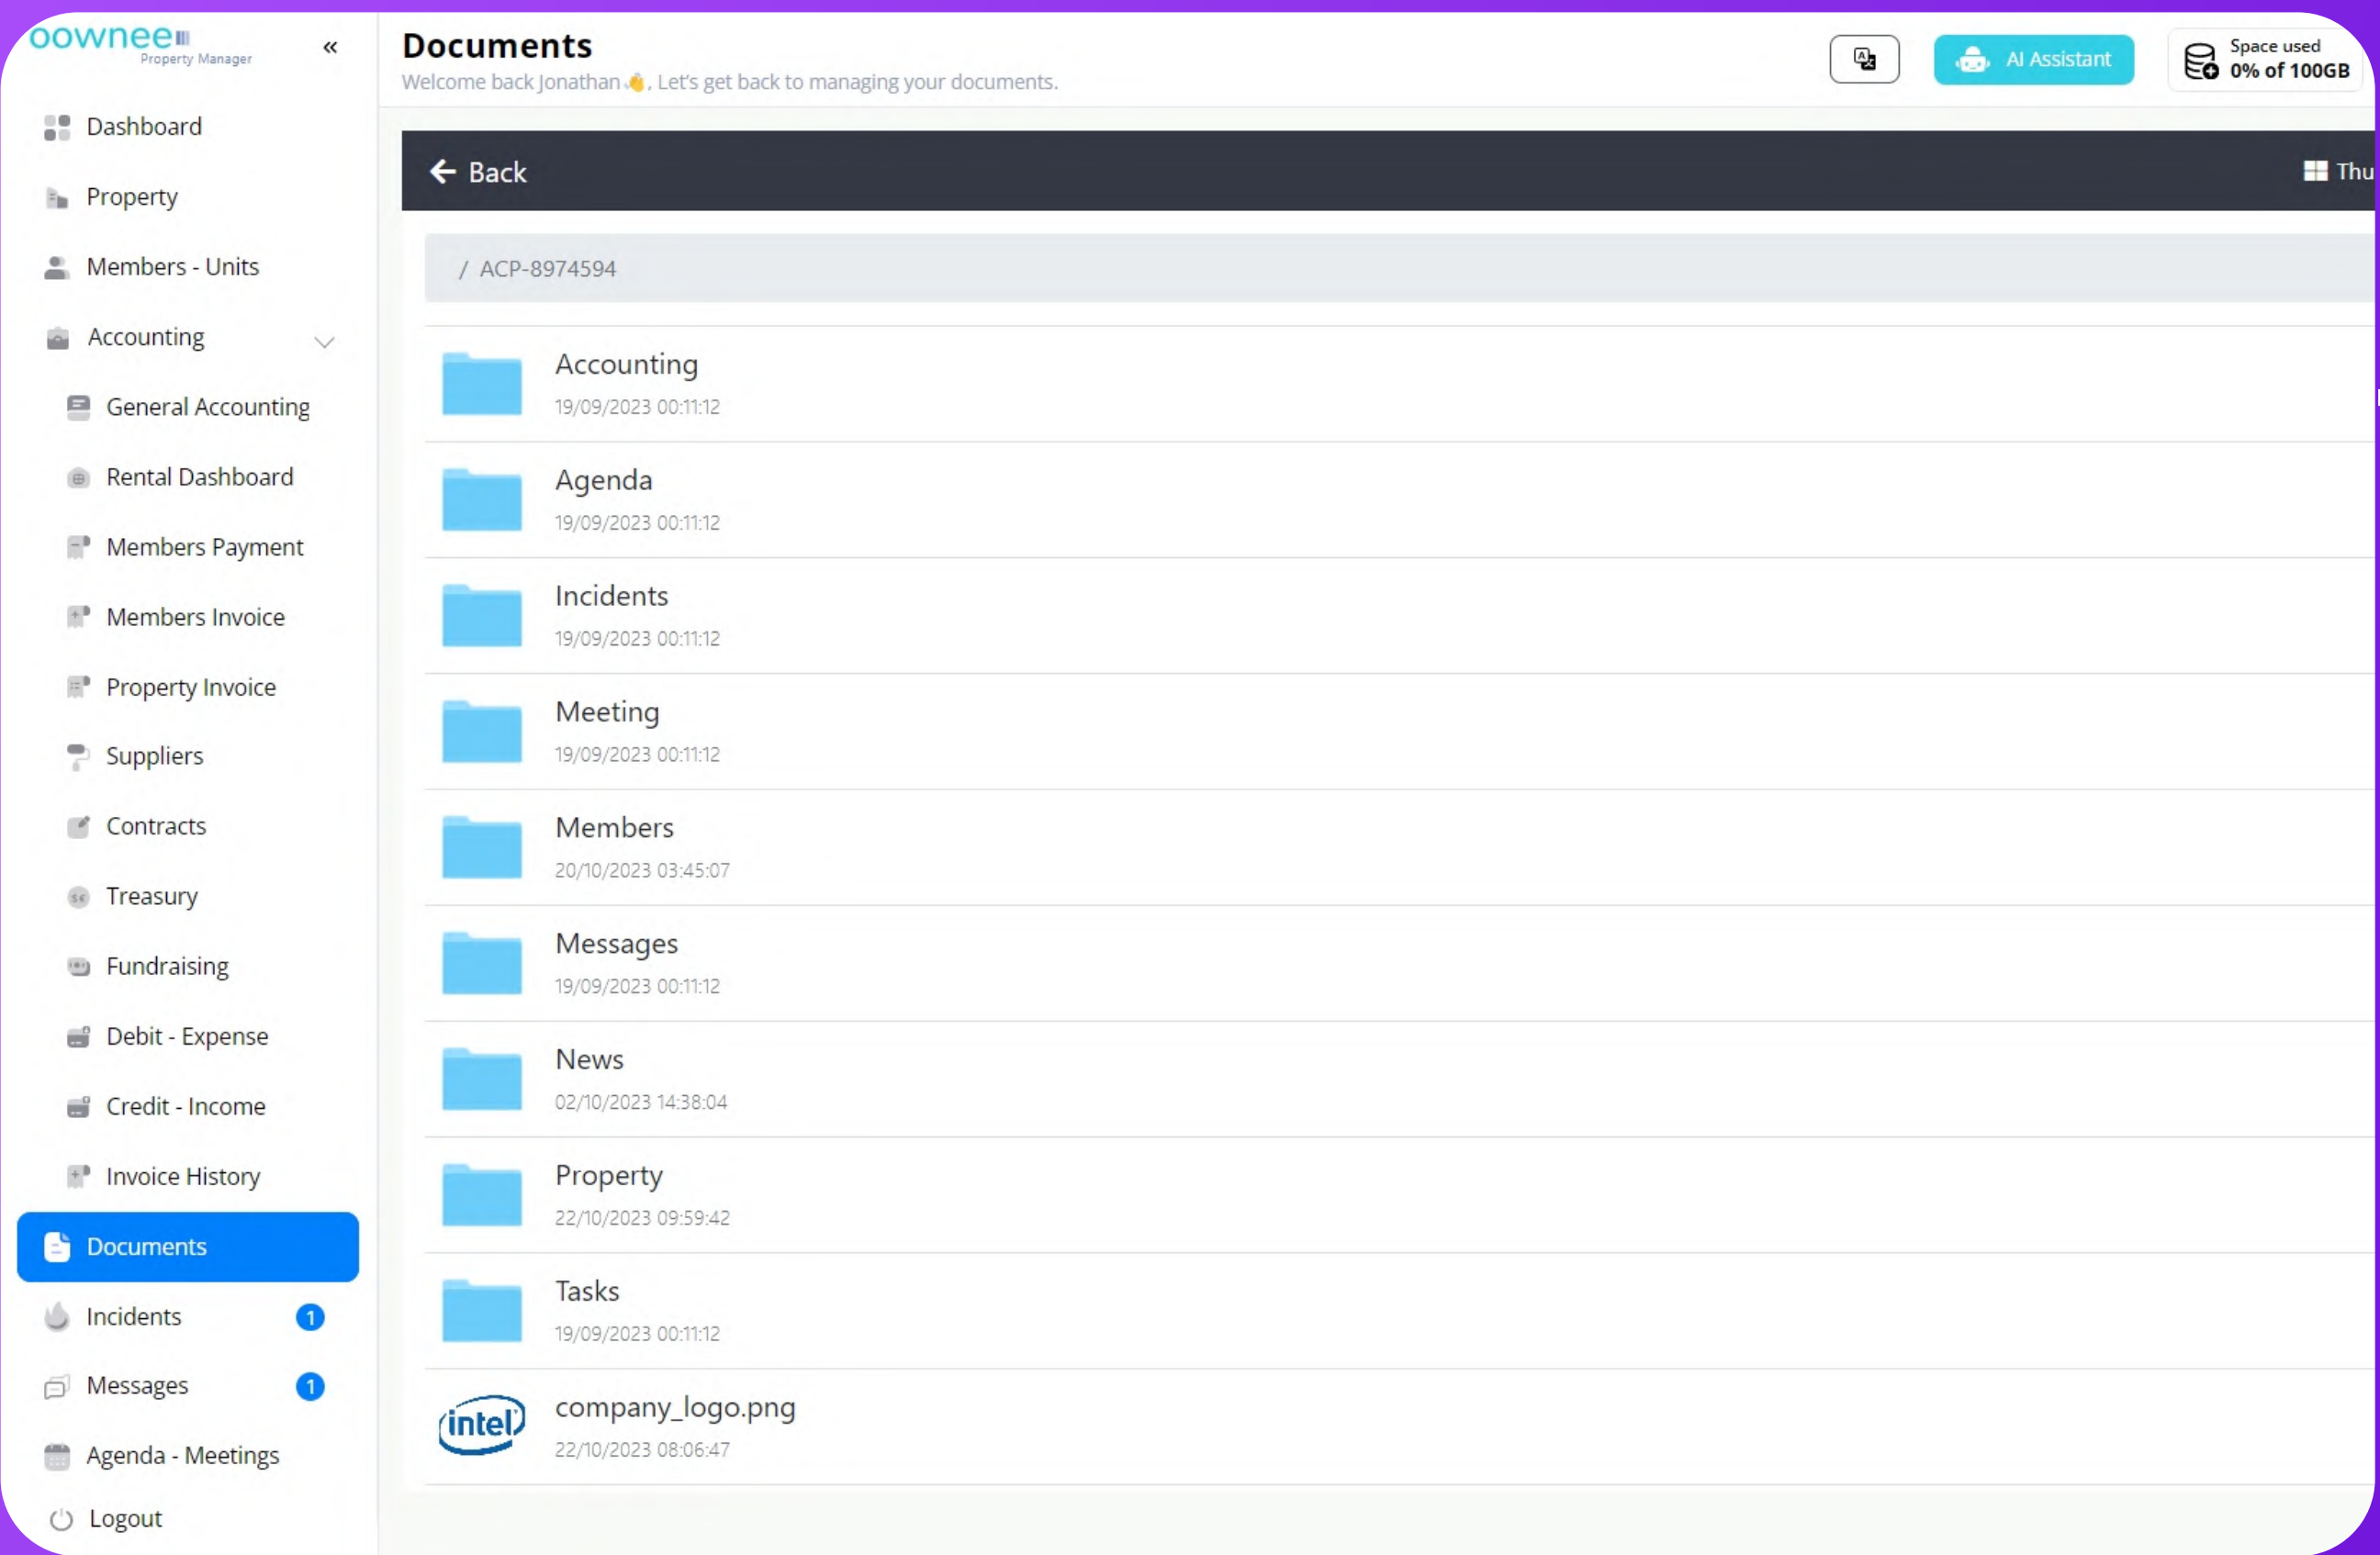 oownee
Property Manager
Dashboard
Property
Members - Units
Accounting
General Accounting
Rental Dashboard
Members Payment
Members Invoice
Property Invoice
Suppliers
Contracts
Treasury
Fundraising
Debit - Expense
Credit - Income
Invoice History
Documents
Incidents 1
Messages 1
Agenda - Meetings
Logout
Documents
Welcome back Jonathan 👋, Let's get back to managing your documents.
AI Assistant
Space used
0% of 100GB
Back
Thu
/ ACP-8974594
Accounting
19/09/2023 00:11:12
Agenda
19/09/2023 00:11:12
Incidents
19/09/2023 00:11:12
Meeting
19/09/2023 00:11:12
Members
20/10/2023 03:45:07
Messages
19/09/2023 00:11:12
News
02/10/2023 14:38:04
Property
22/10/2023 09:59:42
Tasks
19/09/2023 00:11:12
intel
company_logo.png
22/10/2023 08:06:47